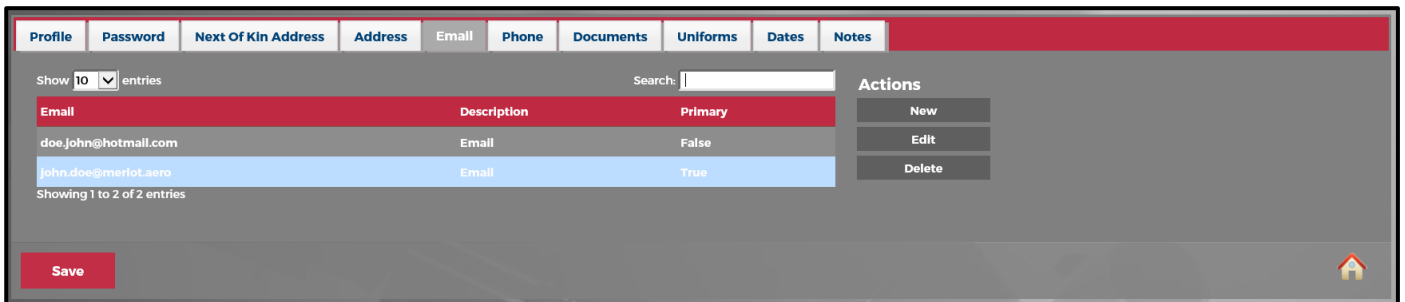 Profile Password Next Of Kin Address Address Email Phone Documents Uniforms Dates Notes
Show 10 entries Search:
Actions
Email Description Primary New
doe.john@hotmail.com Email False Edit
john.doe@merlot.aero Email True Delete
Showing 1 to 2 of 2 entries
Save